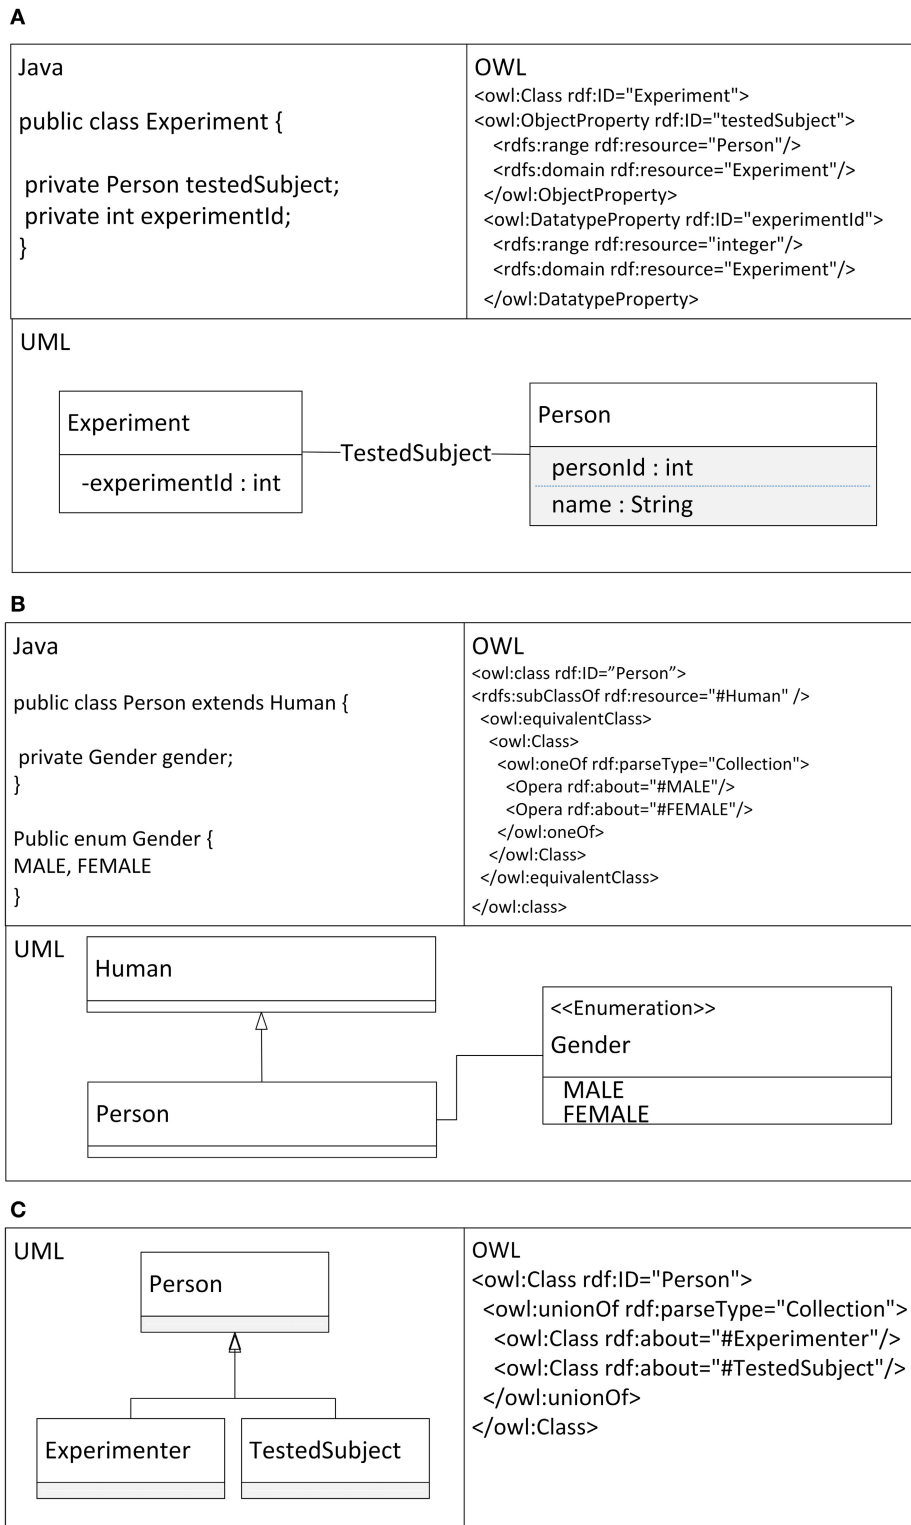 A
Java
public class Experiment {
private Person testedSubject;
private int experimentId;
}
OWL
<owl:Class rdf:ID="Experiment">
<owl:ObjectProperty rdf:ID="testedSubject">
<rdfs:range rdf:resource="Person"/>
<rdfs:domain rdf:resource="Experiment"/>
</owl:ObjectProperty>
<owl:DatatypeProperty rdf:ID="experimentId">
<rdfs:range rdf:resource="integer"/>
<rdfs:domain rdf:resource="Experiment"/>
</owl:DatatypeProperty>
UML
Experiment
-experimentId : int
TestedSubject
Person
personId : int
name : String
B
Java
public class Person extends Human {
private Gender gender;
}
Public enum Gender {
MALE, FEMALE
}
OWL
<owl:class rdf:ID=”Person”>
<rdfs:subClassOf rdf:resource="#Human" />
<owl:equivalentClass>
<owl:Class>
<owl:oneOf rdf:parseType="Collection">
<Opera rdf:about="#MALE"/>
<Opera rdf:about="#FEMALE"/>
</owl:oneOf>
</owl:Class>
</owl:equivalentClass>
</owl:class>
UML
Human
Person
<<Enumeration>>
Gender
MALE
FEMALE
C
UML
Person
Experimenter
TestedSubject
OWL
<owl:Class rdf:ID="Person">
<owl:unionOf rdf:parseType="Collection">
<owl:Class rdf:about="#Experimenter"/>
<owl:Class rdf:about="#TestedSubject"/>
</owl:unionOf>
</owl:Class>